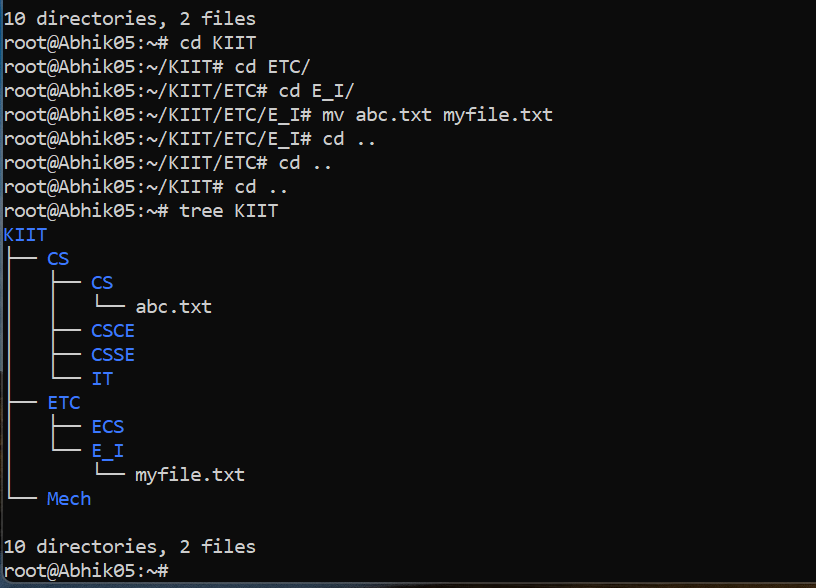 10 directories, 2 files
root@Abhik05:~# cd KIIT
root@Abhik05:~/KIIT# cd ETC/
root@Abhik05:~/KIIT/ETC# cd E_I/
root@Abhik05:~/KIIT/ETC/E_I# mv abc.txt myfile.txt
root@Abhik05:~/KIIT/ETC/E_I# cd ..
root@Abhik05:~/KIIT/ETC# cd ..
root@Abhik05:~/KIIT# cd ..
root@Abhik05:~# tree KIIT
KIIT
├── CS
│   ├── CS
│   │   └── abc.txt
│   ├── CSCE
│   ├── CSSE
│   └── IT
├── ETC
│   ├── ECS
│   └── E_I
│       └── myfile.txt
└── Mech

10 directories, 2 files
root@Abhik05:~#